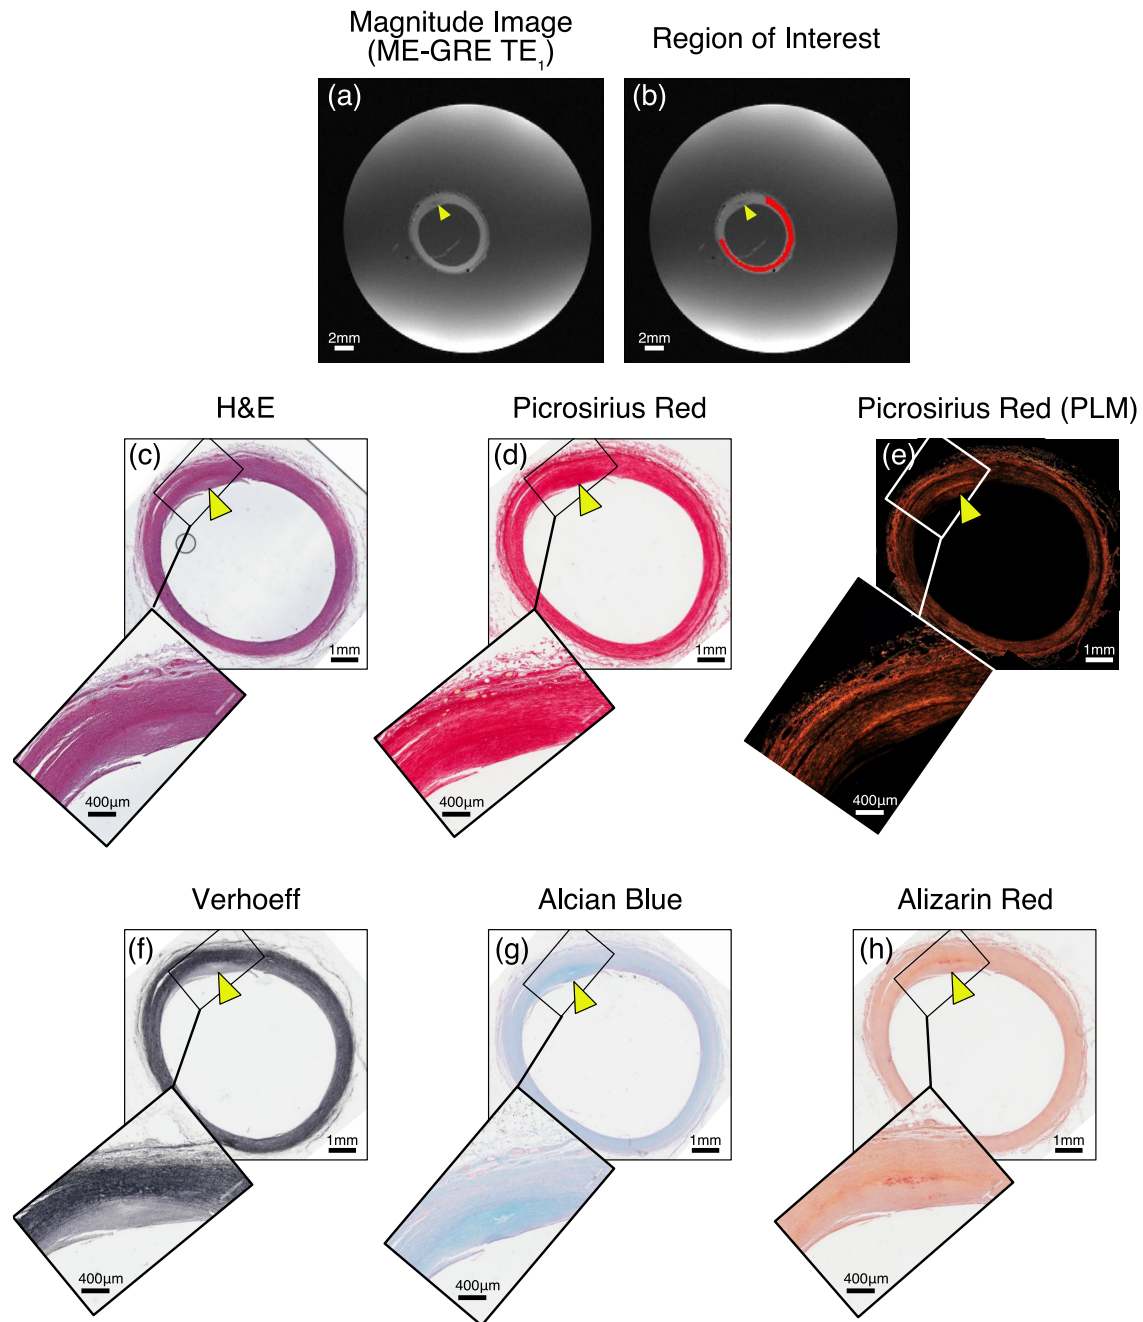 Magnitude Image
(ME-GRE TE1)
Region of Interest
(a)
(b)
2mm
2mm
H&E
Picrosirius Red
Picrosirius Red (PLM)
(c)
(d)
(e)
1mm
1mm
1mm
400µm
400µm
400µm
Verhoeff
Alcian Blue
Alizarin Red
(f)
(g)
(h)
1mm
1mm
1mm
400µm
400µm
400µm